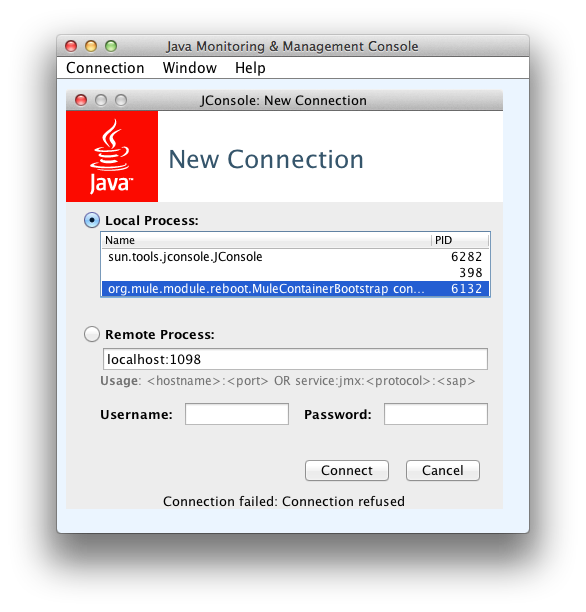 Java Monitoring & Management Console
Connection Window Help
JConsole: New Connection
Java™
New Connection
Local Process:
Name PID
sun.tools.jconsole.JConsole 6282
398
org.mule.module.reboot.MuleContainerBootstrap con... 6132
Remote Process:
localhost:1098
Usage: <hostname>:<port> OR service:jmx:<protocol>:<sap>
Username: Password:
Connect Cancel
Connection failed: Connection refused